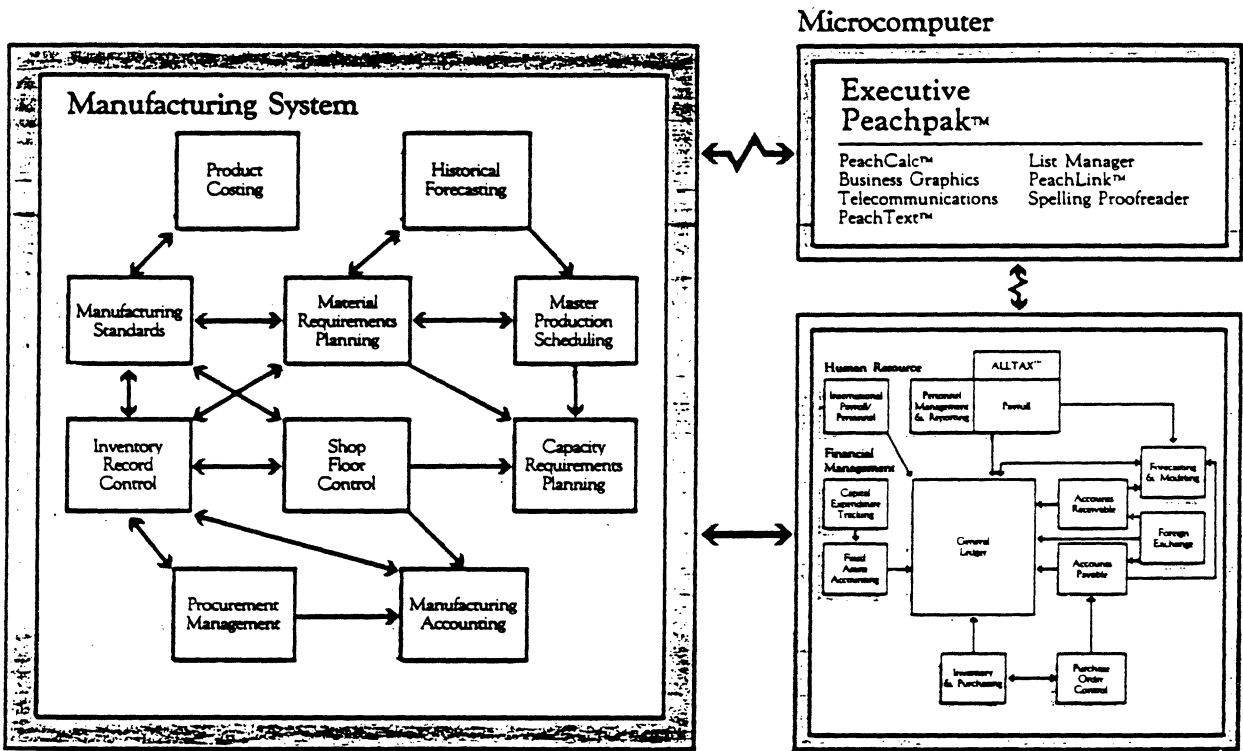 Microcomputer
Manufacturing System
Product
Costing
Historical
Forecasting
Manufacturing
Standards
Material
Requirements
Planning
Master
Production
Scheduling
Inventory
Record
Control
Shop
Floor
Control
Capacity
Requirements
Planning
Procurement
Management
Manufacturing
Accounting
Executive
Peachpak™
PeachCalc™
Business Graphics
Telecommunications
PeachText™
List Manager
PeachLink™
Spelling Proofreader
Human Resource
International
Payroll/
Personnel
Personnel
Management
& Reporting
ALLTAX™
Payroll
Financial
Management
Capital
Expenditure
Tracking
Fixed
Assets
Accounting
General
Ledger
Accounts
Receivable
Accounts
Payable
Forecasting
& Modeling
Foreign
Exchange
Inventory
& Purchasing
Purchase
Order
Control